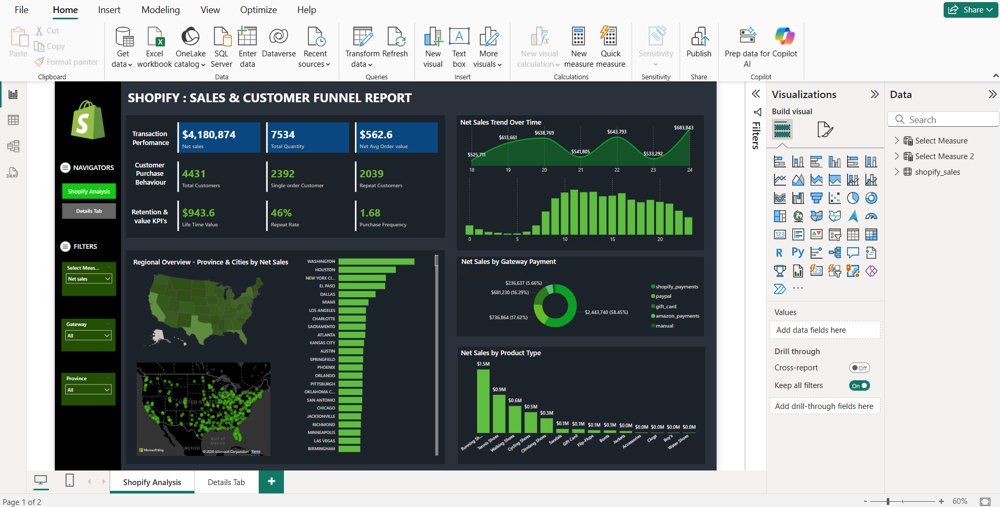 File Home Insert Modeling View Optimize Help Share
Paste
Cut
Copy
Format painter
Clipboard
Get data
Excel workbook
OneLake catalog
SQL Server
Enter data
Dataverse
Recent sources
Data
Transform data
Refresh
Queries
New visual
Text box
More visuals
Insert
New visual calculation
New measure
Quick measure
Calculations
Sensitivity
Sensitivity
Publish
Share
Prep data for AI
Copilot
Copilot
SHOPIFY : SALES & CUSTOMER FUNNEL REPORT
NAVIGATORS
Shopify Analysis
Details Tab
FILTERS
Select Meas...
Net sales
Gateway
All
Province
All
Transaction Perfomance
$4,180,874
Net sales
7534
Total Quantity
$562.6
Net Avg Order value
Customer Purchase Behaviour
4431
Total Customers
2392
Single order Customer
2039
Repeat Customers
Retention & value KPI's
$943.6
Life Time Value
46%
Repeat Rate
1.68
Purchase Frequency
Net Sales Trend Over Time
$525,711 $613,661 $638,769 $541,805 $643,793 $533,292 $683,843
18 19 20 21 22 23 24
0 5 10 15 20
Regional Overview - Province & Cities by Net Sales
WASHINGTON
HOUSTON
NEW YORK CI...
EL PASO
DALLAS
MIAMI
LOS ANGELES
CHARLOTTE
SACRAMENTO
ATLANTA
KANSAS CITY
AUSTIN
SPRINGFIELD
PHOENIX
ORLANDO
PITTSBURGH
OKLAHOMA C...
SAN ANTONIO
CHICAGO
JACKSONVILLE
RICHMOND
MINNEAPOLIS
LAS VEGAS
BIRMINGHAM
UNITED STATES
Gulf of Mexico
MEXICO
Microsoft Bing
© 2025 Microsoft Corporation Terms
Net Sales by Gateway Payment
$236,637 (5.66%)
$681,230 (16.29%)
$736,864 (17.62%)
$2,443,740 (58.45%)
shopify_payments
paypal
gift_card
amazon_payments
manual
Net Sales by Product Type
$1.5M $0.9M $0.6M $0.5M $0.3M $0.1M $0.1M $0.1M $0.1M $0.0M $0.0M $0.0M $0.0M $0.0M
Running Sh... Tennis Shoes Walking Shoes Cycling Shoes Climbing Shoes Sandals Gift Card Flip-Flops Boots Jackets Accessories Clogs Boy's Water Shoes
Filters
Visualizations
Build visual
123
R
Py
123
Values
Add data fields here
Drill through
Cross-report
Off
Keep all filters
On
Add drill-through fields here
Data
Search
Select Measure
Select Measure 2
shopify_sales
DAX
Shopify Analysis
Details Tab
+
Page 1 of 2
- + 60%